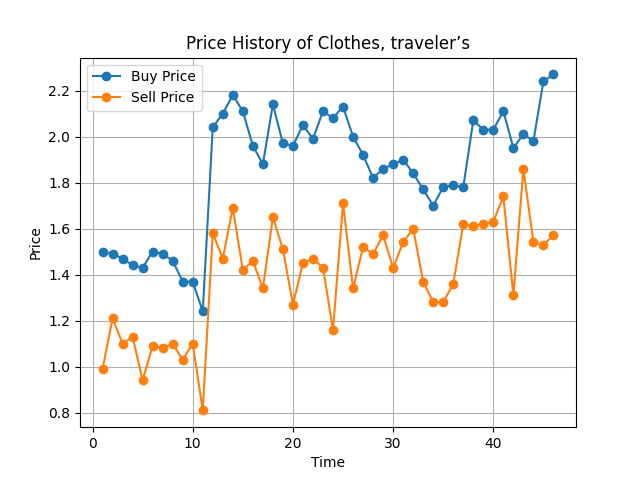 Price History of Clothes, traveler’s
Buy Price
Sell Price
Price
2.2
2.0
1.8
1.6
1.4
1.2
1.0
0.8
0 10 20 30 40
Time